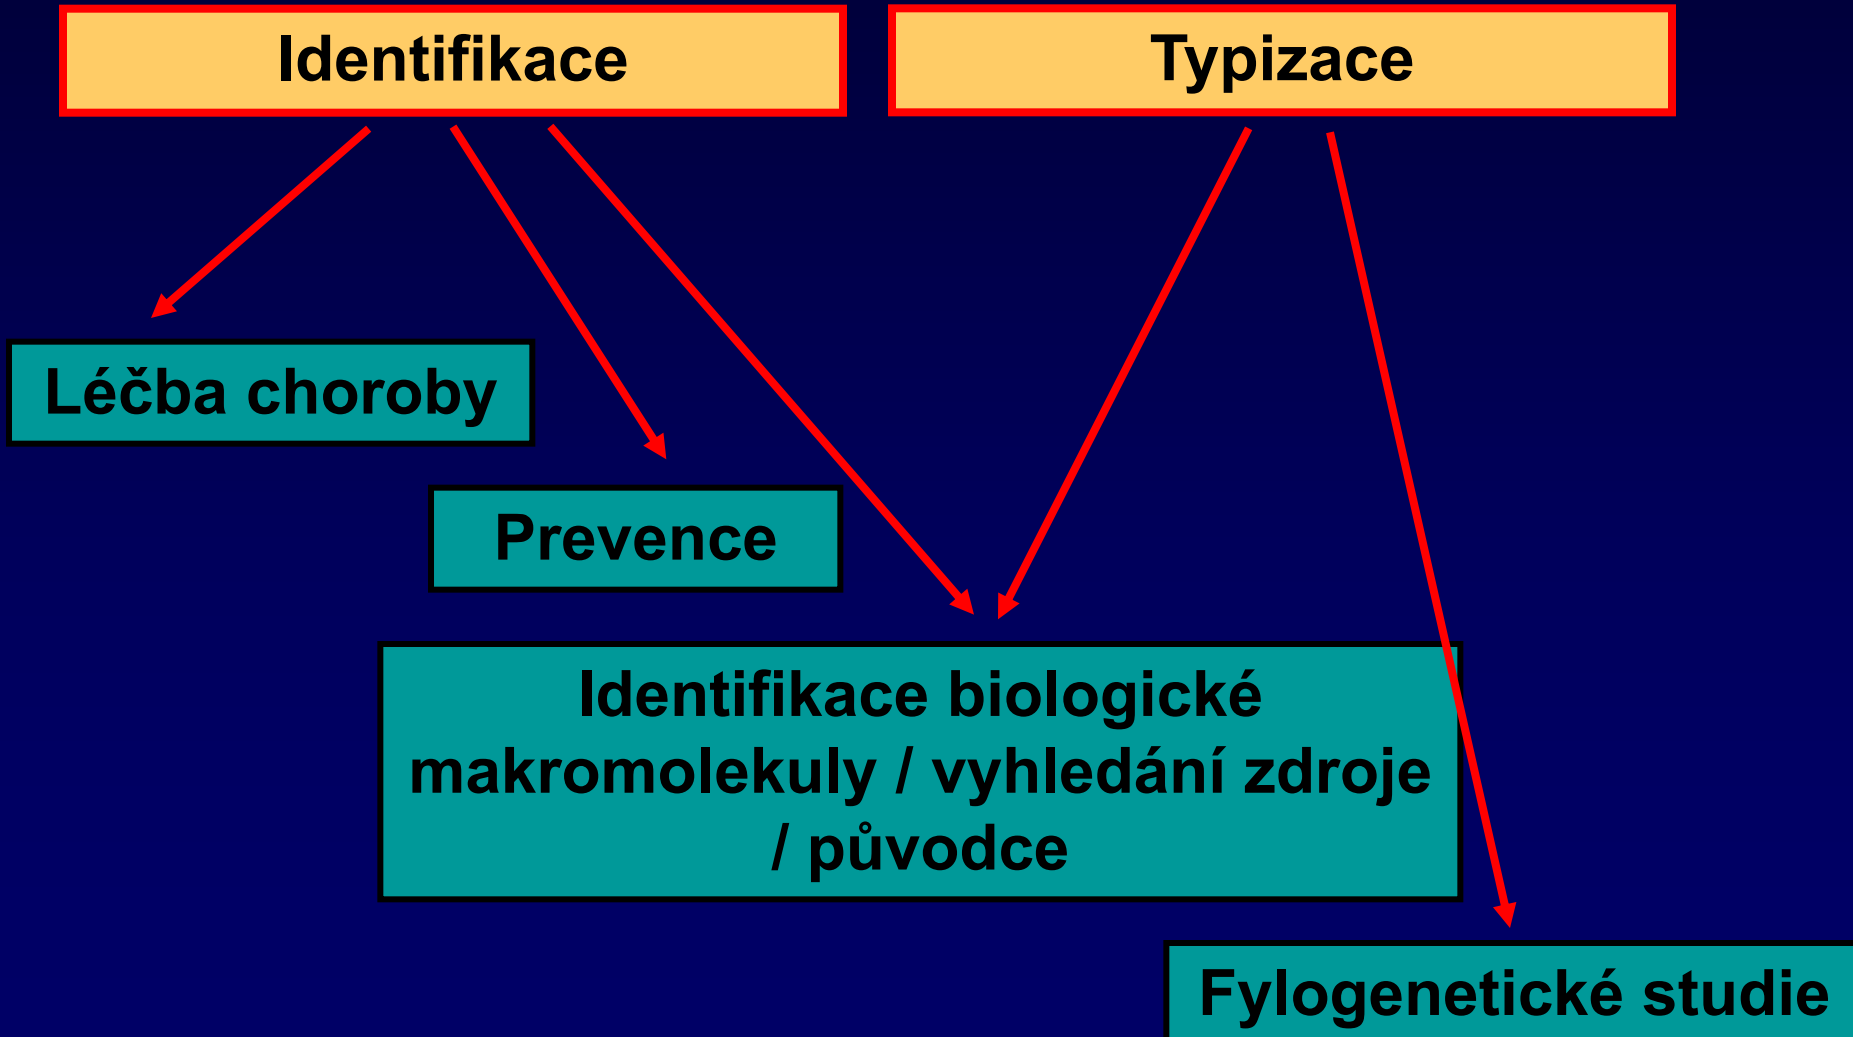 Identifikace
Typizace
Léčba choroby
Prevence
Identifikace biologické
makromolekuly / vyhledání zdroje
/ původce
Fylogenetické studie